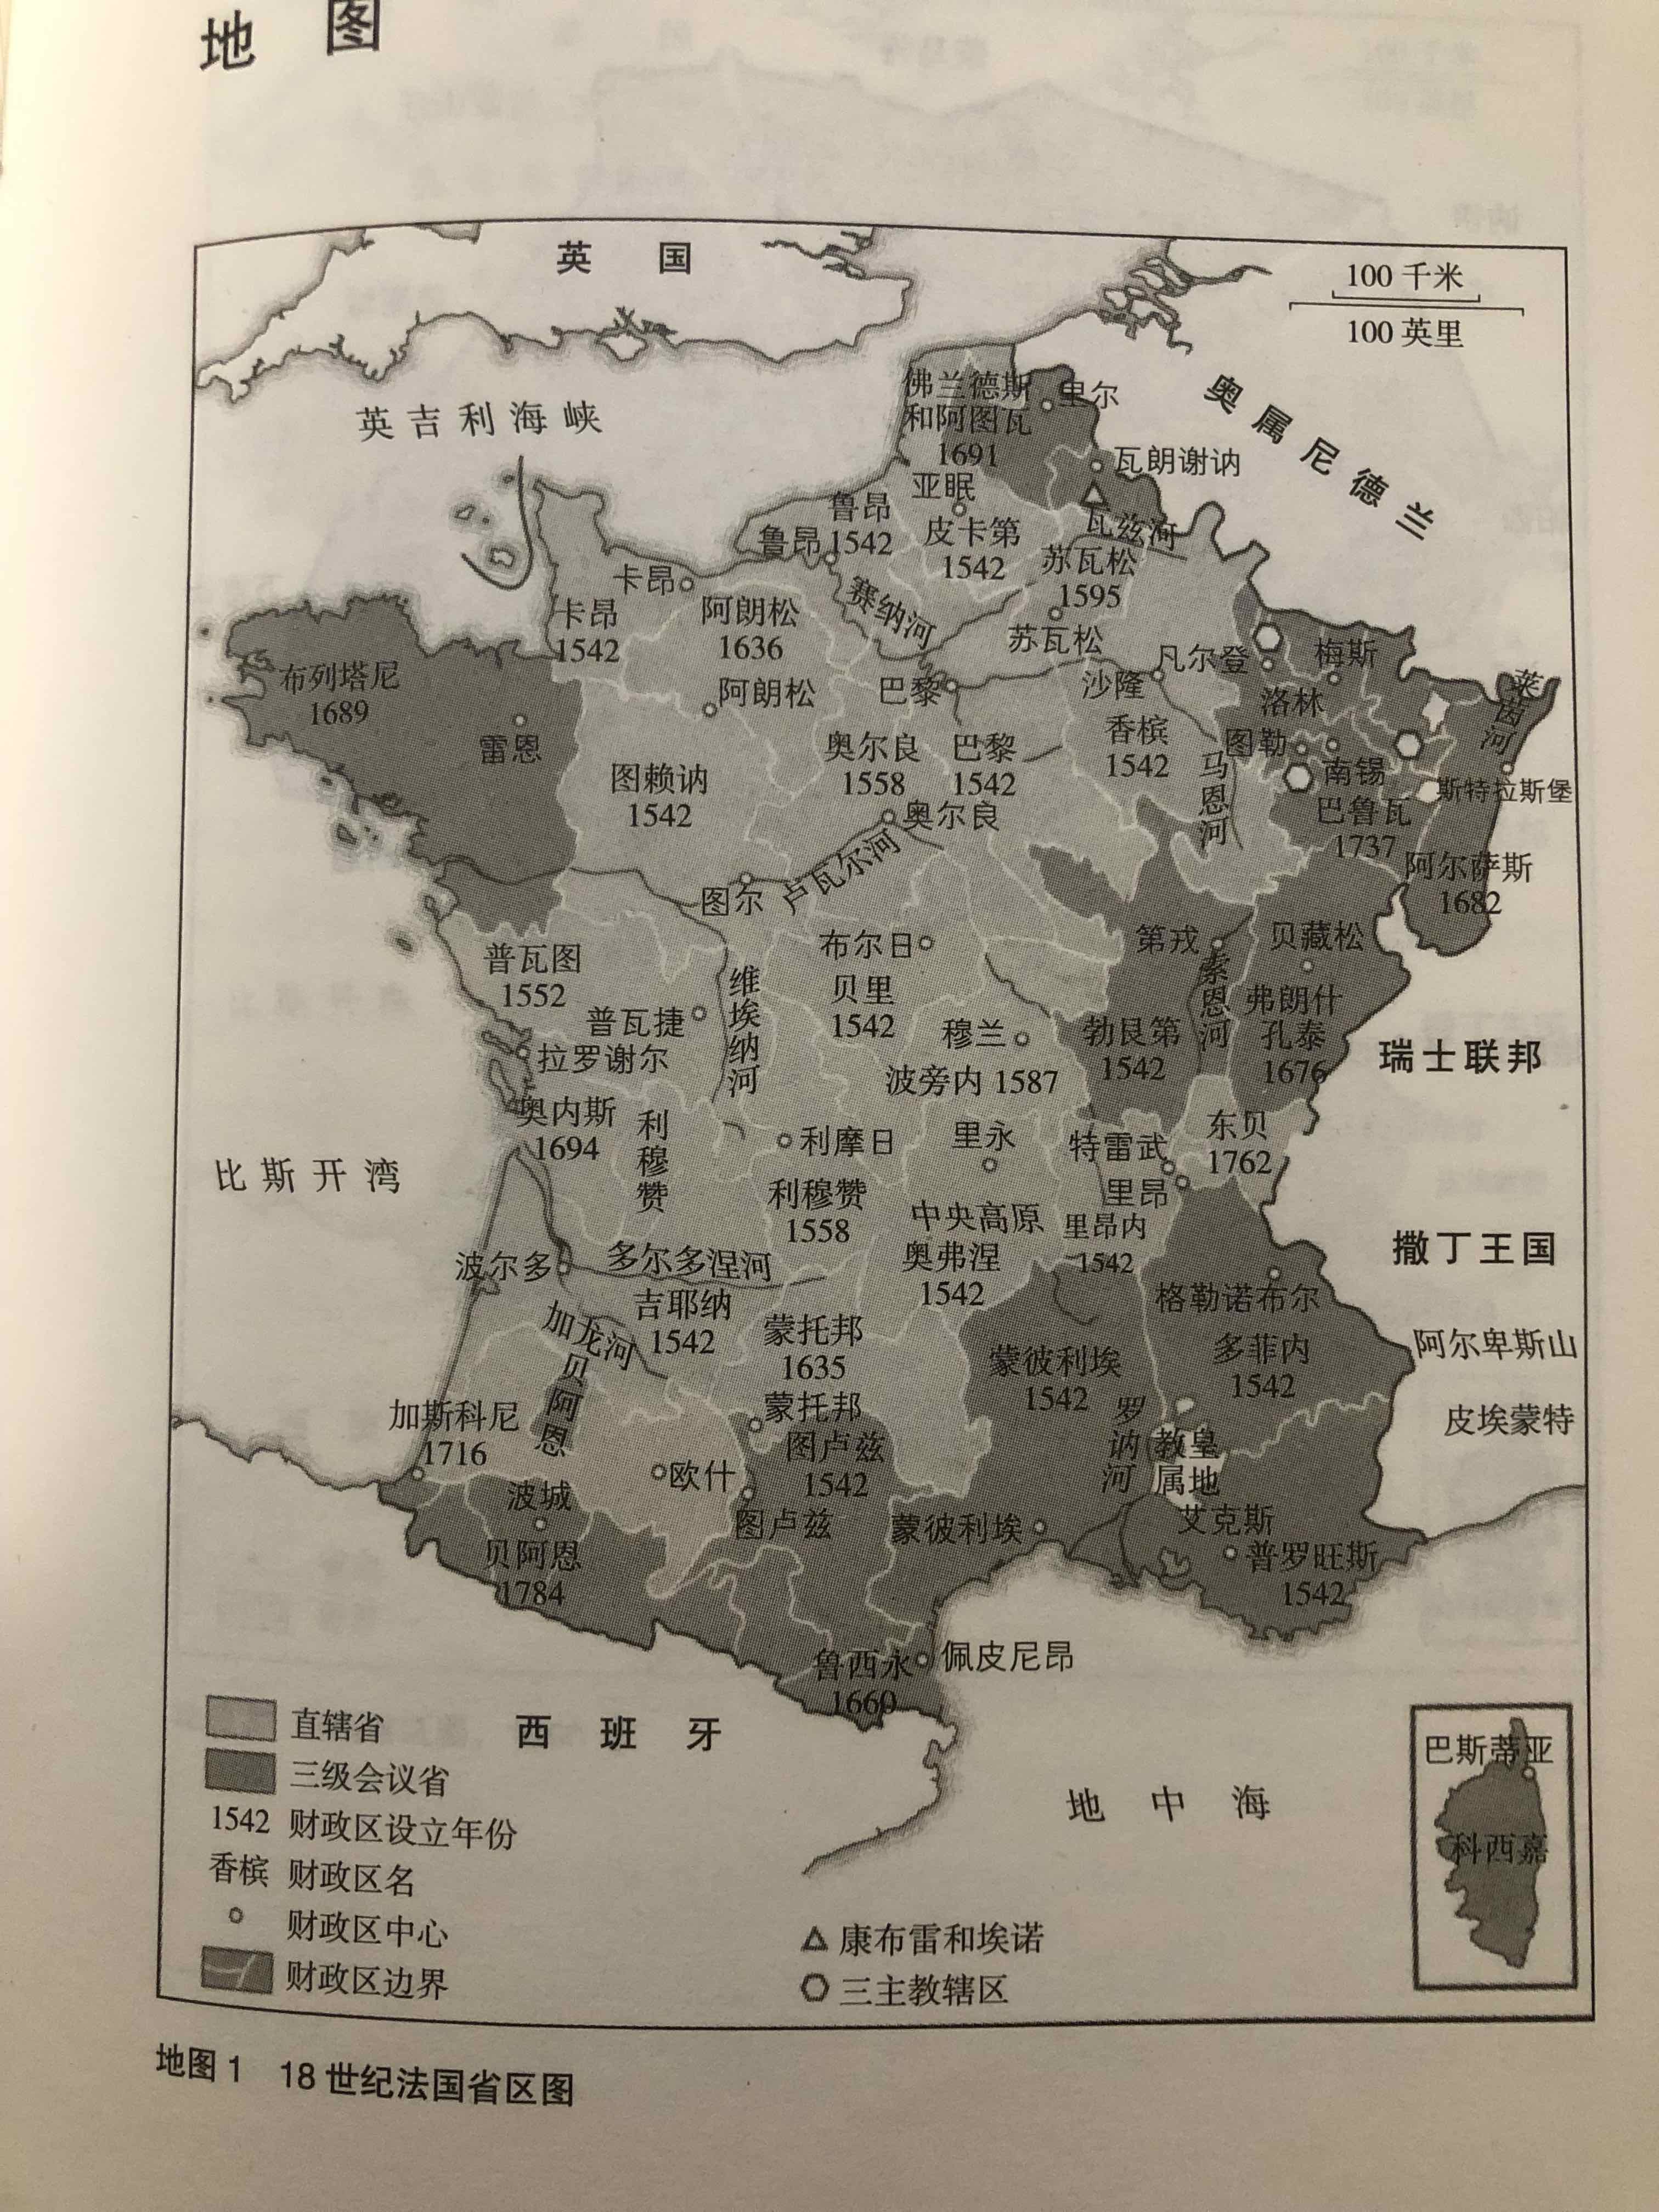 地 图
英 国
100 千米
100 英里
英吉利海峡
佛兰德斯
和阿图瓦
1691
里尔
奥属尼德兰
瓦朗谢讷
亚眠
瓦兹河
鲁昂
1542
鲁昂
皮卡第
1542
苏瓦松
1595
卡昂
卡昂
1542
阿朗松
1636
赛纳河
苏瓦松
凡尔登
梅斯
布列塔尼
1689
阿朗松
巴黎
沙隆
洛林
莱茵河
雷恩
图赖讷
1542
奥尔良
1558
巴黎
1542
香槟
1542
图勒
马恩河
南锡
斯特拉斯堡
巴鲁瓦
1737
奥尔良
卢瓦尔河
阿尔萨斯
1682
图尔
布尔日
第戎
贝藏松
普瓦图
1552
维埃纳河
贝里
1542
索恩河
弗朗什
孔泰
1676
普瓦捷
穆兰
勃艮第
1542
瑞士联邦
拉罗谢尔
波旁内 1587
奥内斯
1694
利穆赞
利摩日
里永
特雷武
东贝
1762
比斯开湾
里昂
利穆赞
1558
中央高原
奥弗涅
1542
里昂内
1542
撒丁王国
波尔多
多尔多涅河
格勒诺布尔
吉耶纳
1542
加龙河
蒙托邦
1635
蒙彼利埃
1542
多菲内
1542
阿尔卑斯山
贝阿恩
加斯科尼
1716
蒙托邦
罗讷河
皮埃蒙特
图卢兹
1542
教皇
属地
欧什
波城
图卢兹
蒙彼利埃
艾克斯
贝阿恩
1784
普罗旺斯
1542
鲁西永
1660
佩皮尼昂
西 班 牙
地 中 海
巴斯蒂亚
科西嘉
直辖省
三级会议省
1542 财政区设立年份
香槟 财政区名
财政区中心
财政区边界
康布雷和埃诺
三主教辖区
地图 1 18 世纪法国省区图